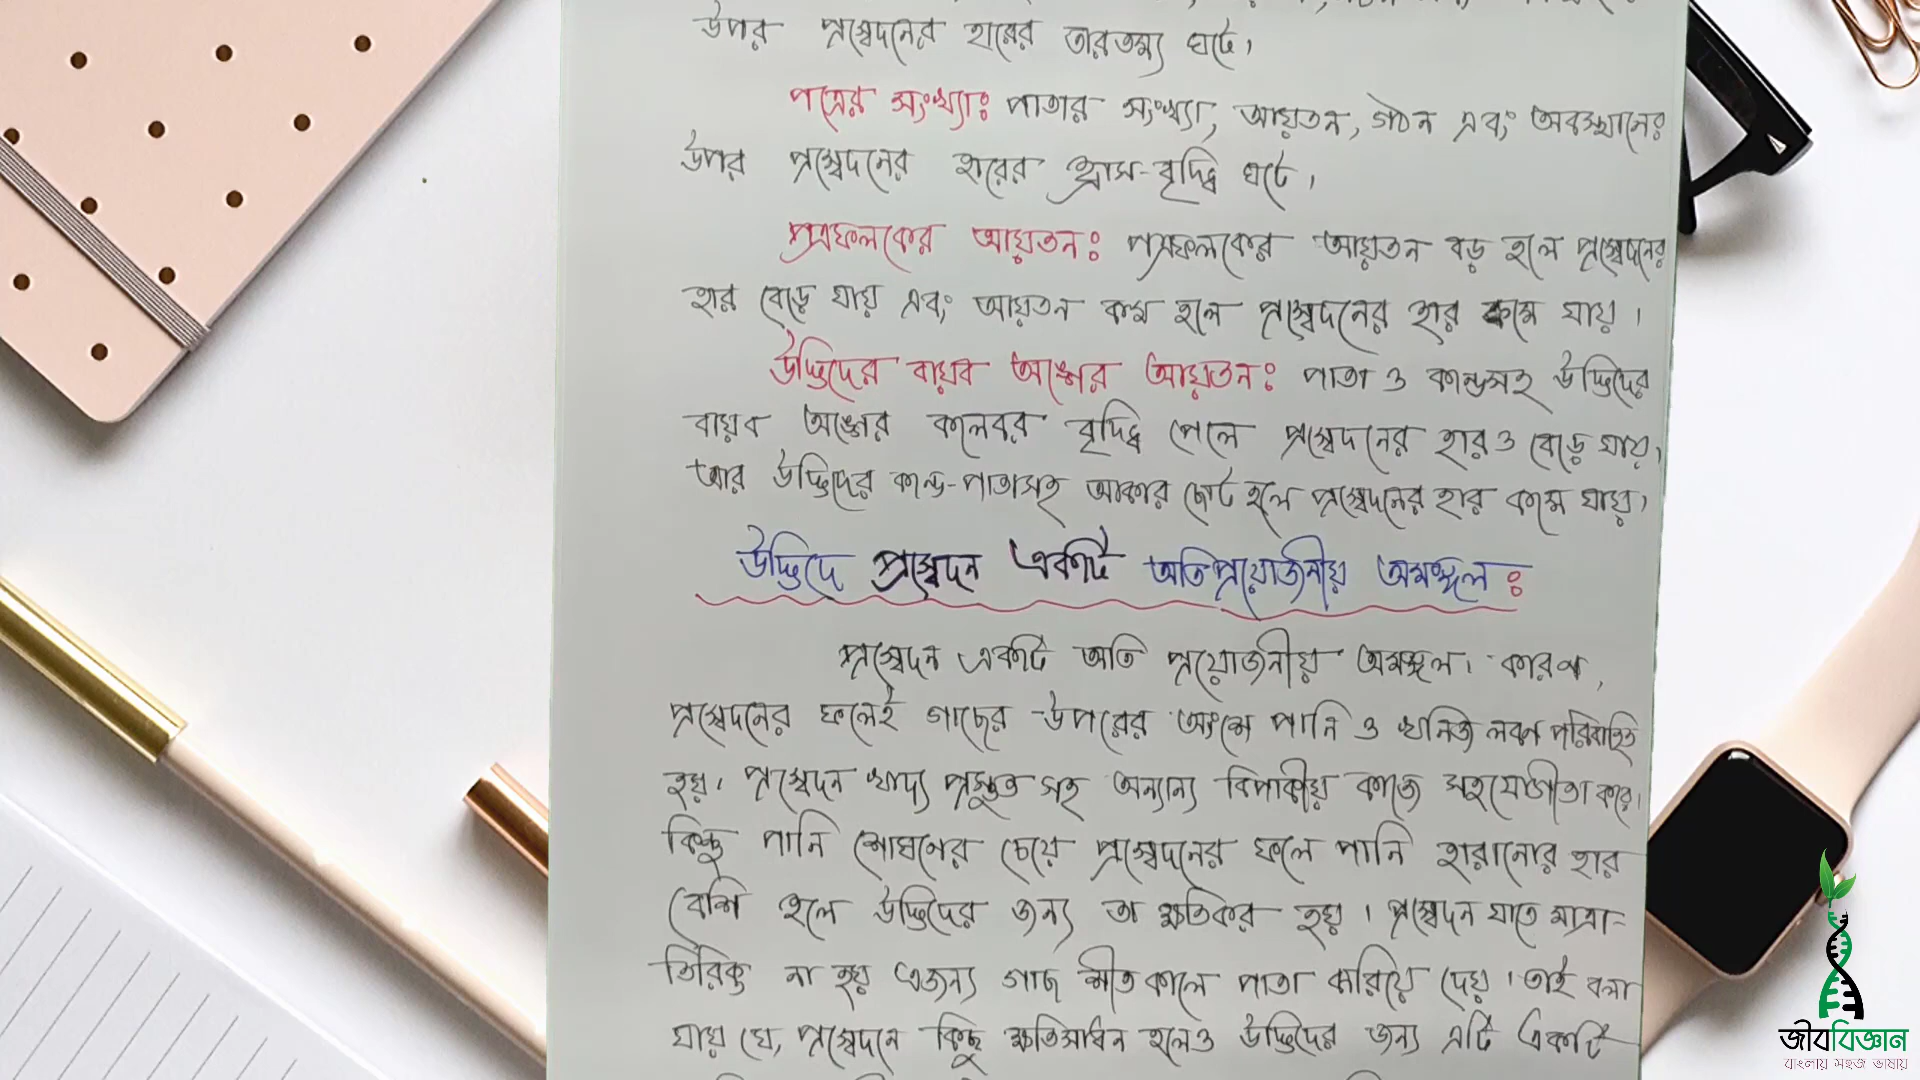 উপর প্রস্বেদনের হারের তারতম্য ঘটে।
পত্রের সংখ্যাঃ পাতার সংখ্যা, আয়তন, গঠন এবং অবস্থানের
উপর প্রস্বেদনের হারের হ্রাস-বৃদ্ধি ঘটে।
পত্রফলকের আয়তনঃ পত্রফলকের আয়তন বড় হলে প্রস্বেদনের
হার বেড়ে যায় এবং আয়তন কম হলে প্রস্বেদনের হার কমে যায়।
উদ্ভিদের বায়ব অঙ্গের আয়তনঃ পাতা ও কান্ডসহ উদ্ভিদের
বায়ব অঙ্গের কলেবর বৃদ্ধি পেলে প্রস্বেদনের হারও বেড়ে যায়।
আর উদ্ভিদের কান্ড-পাতাসহ আকার ছোট হলে প্রস্বেদনের হার কমে যায়।
উদ্ভিদে প্রস্বেদন একটি অতিপ্রয়োজনীয় অমঙ্গলঃ
প্রস্বেদন একটি অতি প্রয়োজনীয় অমঙ্গল। কারণ,
প্রস্বেদনের ফলেই গাছের উপরের অংশে পানি ও খনিজ লবণ পরিবাহিত
হয়। প্রস্বেদন খাদ্য প্রস্তুত সহ অন্যান্য বিপাকীয় কাজে সহযোগীতা করে।
কিন্তু পানি শোষণের চেয়ে প্রস্বেদনের ফলে পানি হারানোর হার
বেশি হলে উদ্ভিদের জন্য তা ক্ষতিকর হয়। প্রস্বেদন যাতে মাত্রা-
তিরিক্ত না হয় এজন্য গাছ শীতকালে পাতা ঝরিয়ে দেয়। তাই বলা
যায় যে, প্রস্বেদনে কিছু ক্ষতিসাধন হলেও উদ্ভিদের জন্য এটি একটি
জীববিজ্ঞান
বাংলায় সহজ ভাষায়